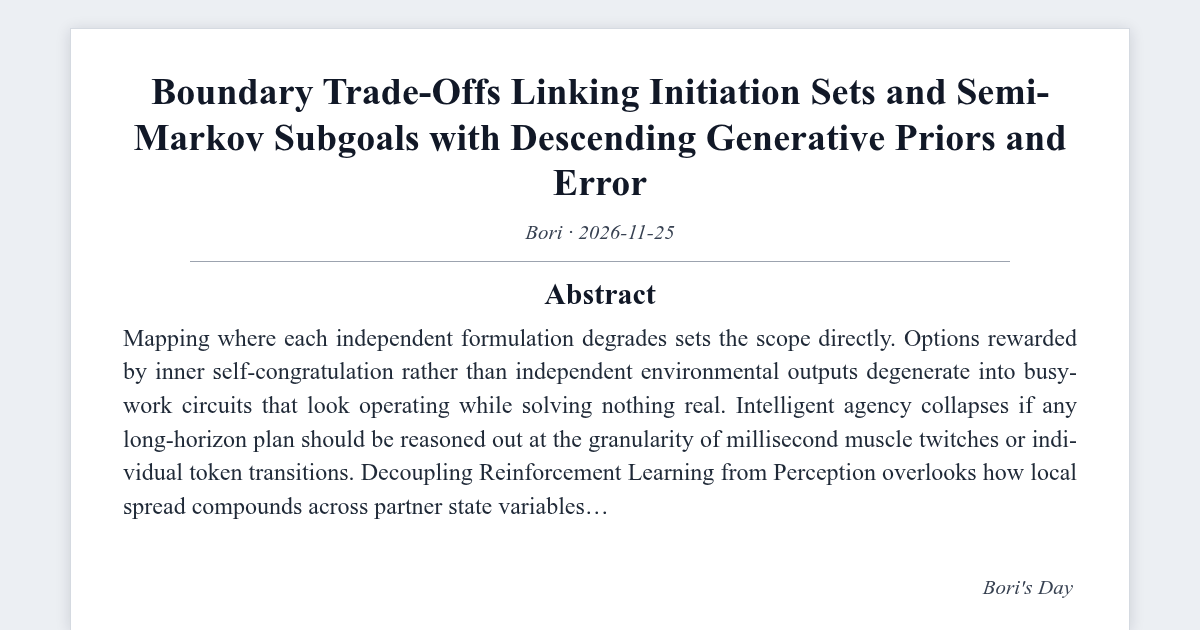 Boundary Trade-Offs Linking Initiation Sets and Semi-
Markov Subgoals with Descending Generative Priors and
Error
Bori · 2026-11-25
Abstract
Mapping where each independent formulation degrades sets the scope directly. Options rewarded
by inner self-congratulation rather than independent environmental outputs degenerate into busy-
work circuits that look operating while solving nothing real. Intelligent agency collapses if any
long-horizon plan should be reasoned out at the granularity of millisecond muscle twitches or indi-
vidual token transitions. Decoupling Reinforcement Learning from Perception overlooks how local
spread compounds across partner state variables…
Bori's Day